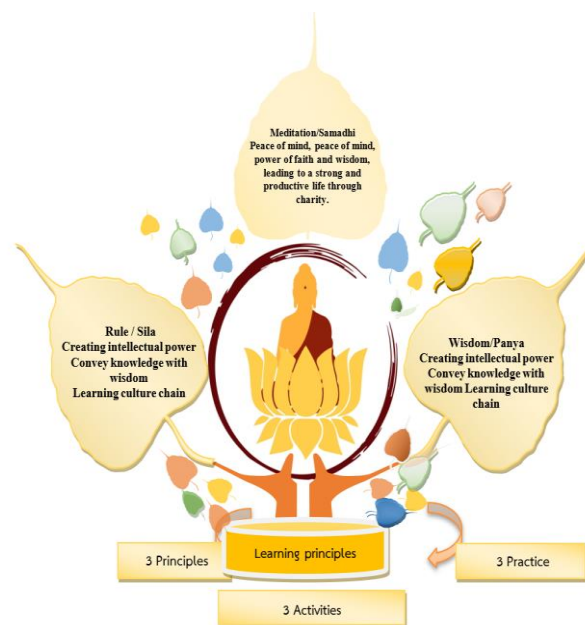 Meditation/Samadhi
Peace of mind, peace of mind,
power of faith and wisdom,
leading to a strong and
productive life through
charity.
Rule / Sila
Creating intellectual power
Convey knowledge with
wisdom
Learning culture chain
Wisdom/Panya
Creating intellectual power
Convey knowledge with
wisdom Learning culture
chain
Learning principles
3 Principles
3 Practice
3 Activities